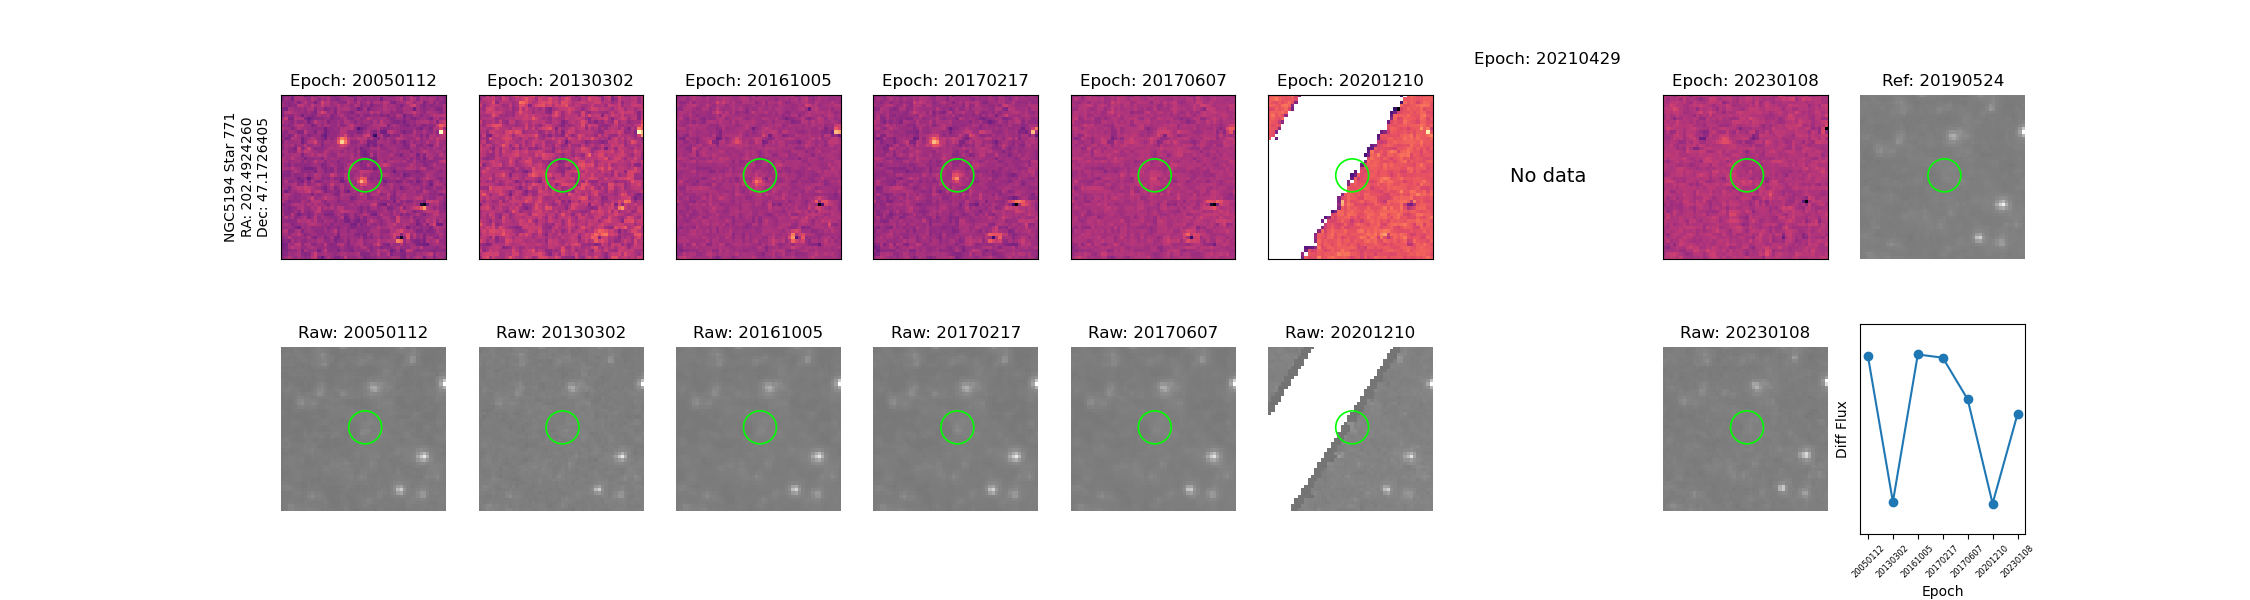 Epoch: 20050112
Epoch: 20130302
Epoch: 20161005
Epoch: 20170217
Epoch: 20170607
Epoch: 20201210
Epoch: 20210429
Epoch: 20230108
Ref: 20190524
NGC5194 Star 771
RA: 202.4924260
Dec: 47.1726405
No data
Raw: 20050112
Raw: 20130302
Raw: 20161005
Raw: 20170217
Raw: 20170607
Raw: 20201210
Raw: 20230108
Diff Flux
20050112
20130302
20161005
20170217
20170607
20201210
20230108
Epoch